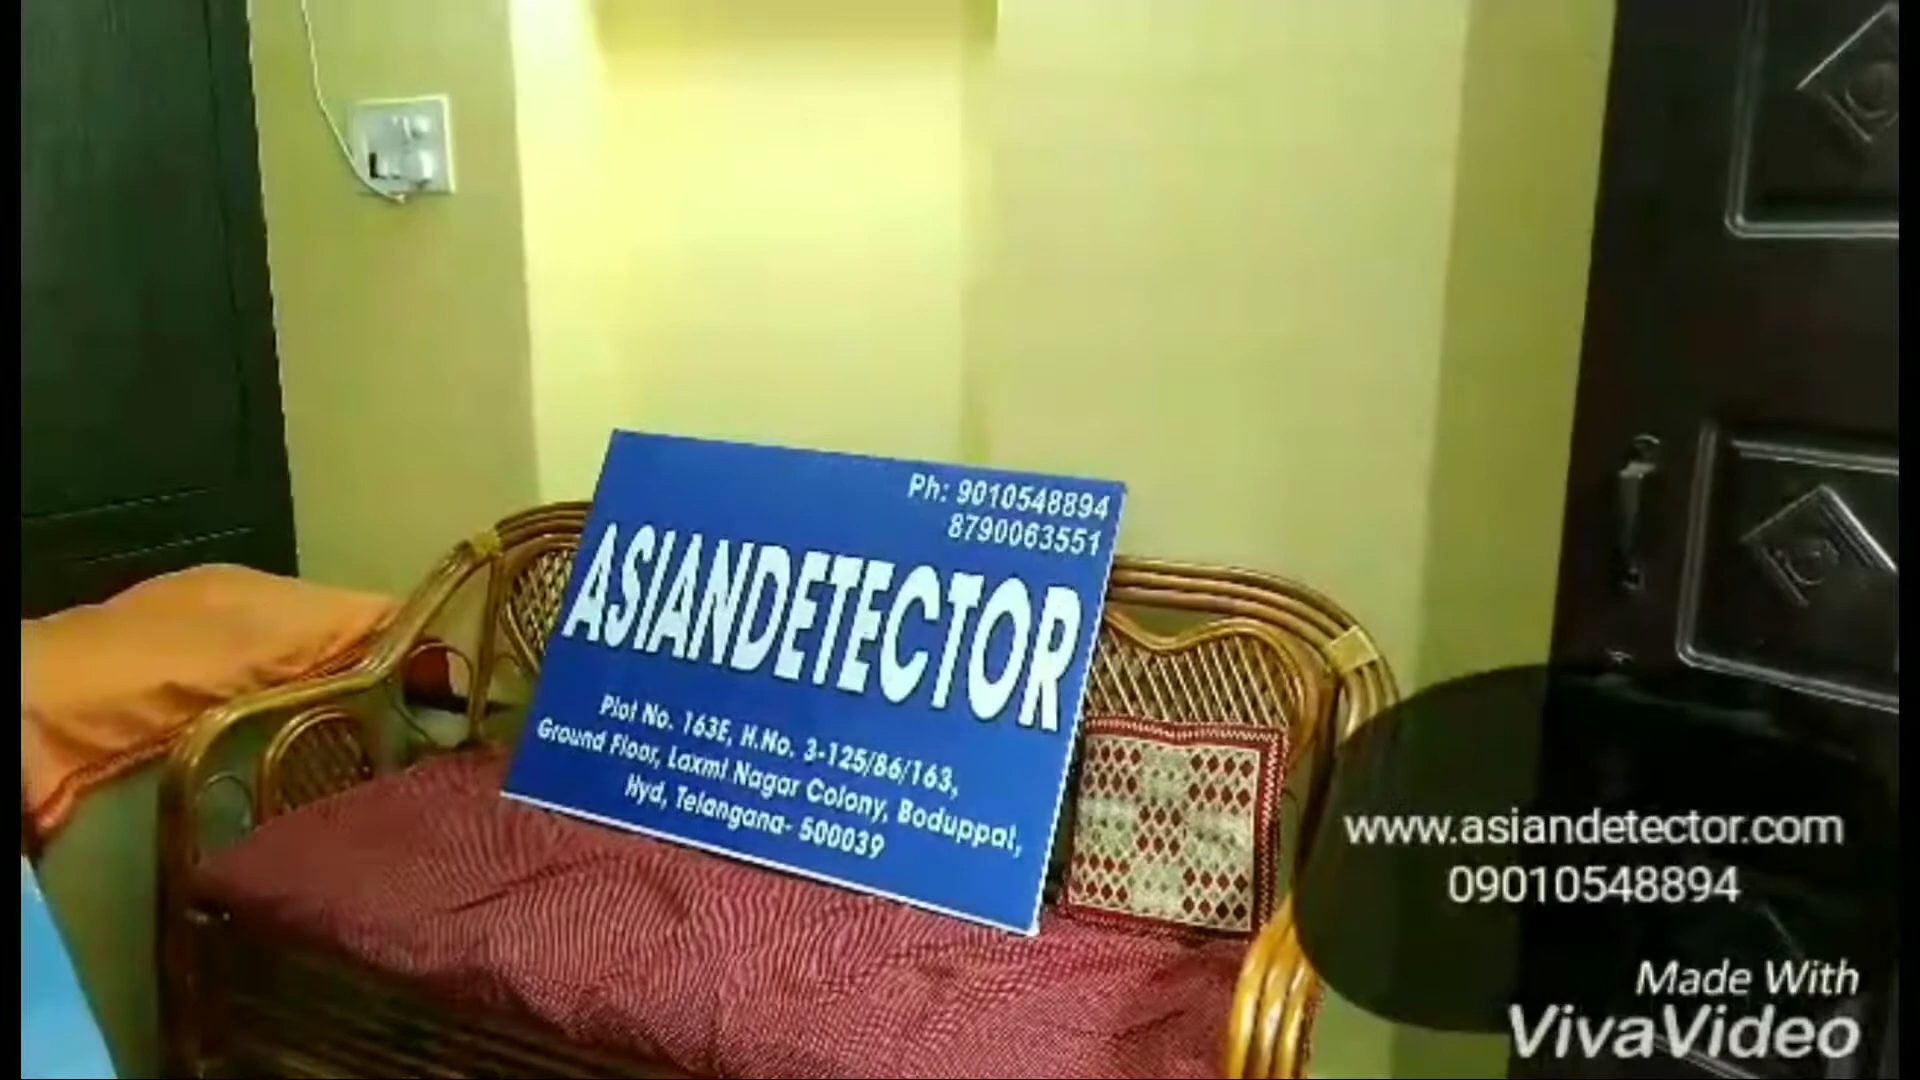 Ph: 9010548894
8790063551
ASIANDETECTOR
Plot No. 163E, H.No. 3-125/86/163,
Ground Floor, Laxmi Nagar Colony, Boduppal,
Hyd, Telangana- 500039
www.asiandetector.com
09010548894
Made With
VivaVideo